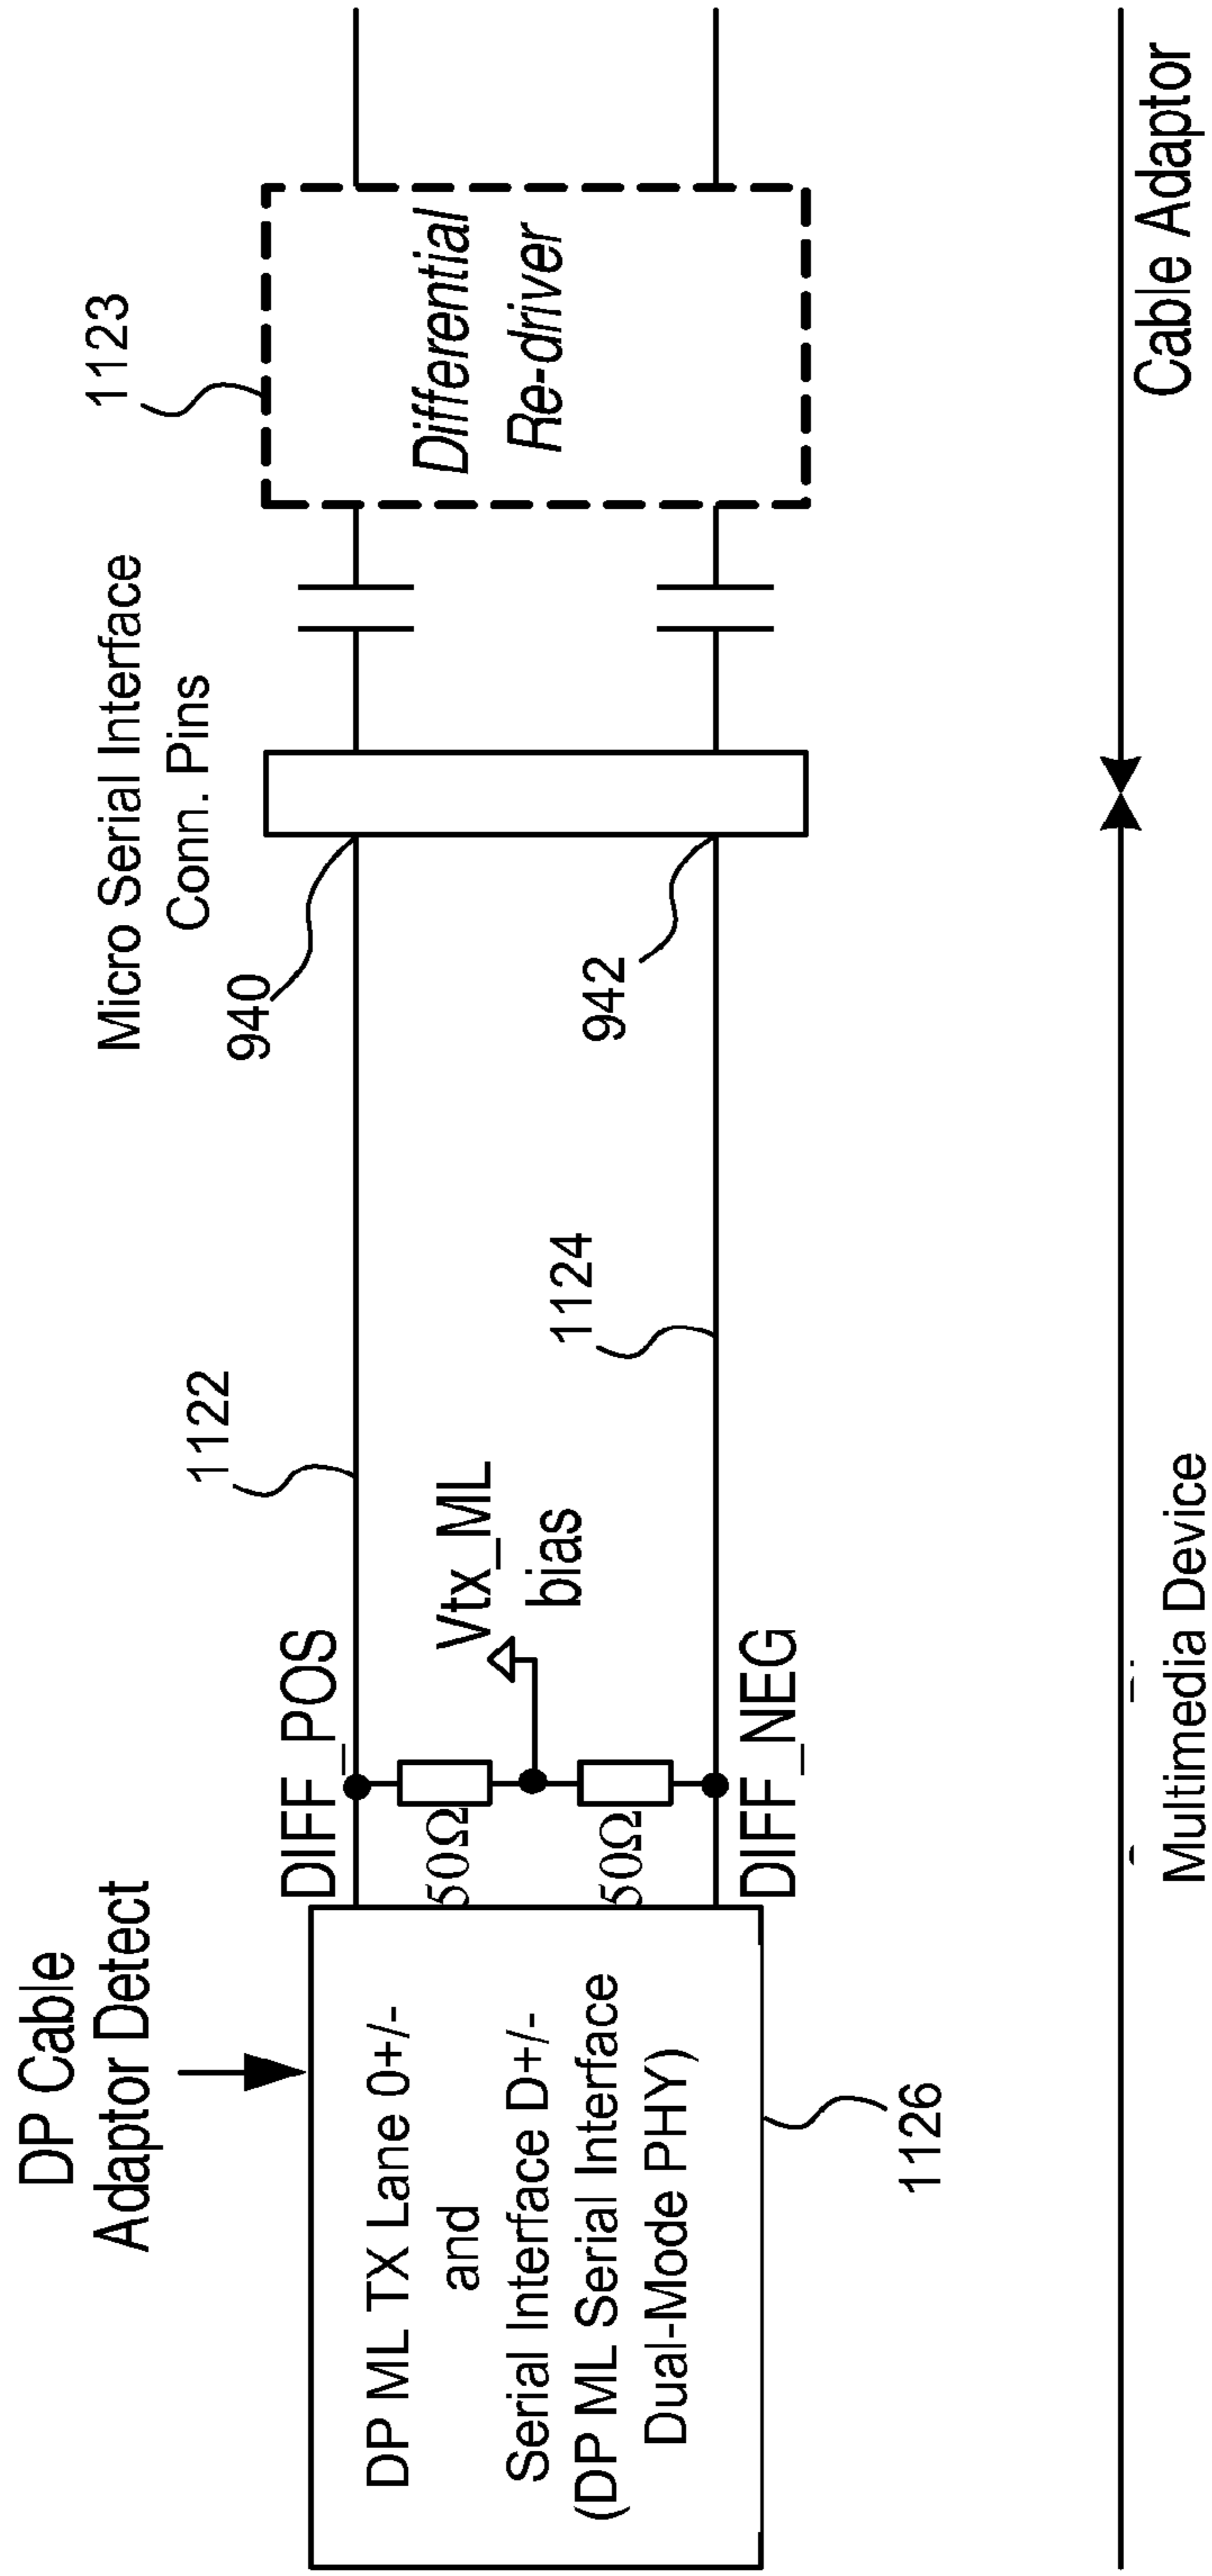 DP Cable
Adaptor Detect
DP ML TX Lane 0+/-
and
Serial Interface D+/-
(DP ML Serial Interface
Dual-Mode PHY)
1126
DIFF_POS
50Ω
50Ω
DIFF_NEG
Vtx_ML
bias
1122
1124
Micro Serial Interface
Conn. Pins
940
942
1123
Differential
Re-driver
Multimedia Device
Cable Adaptor